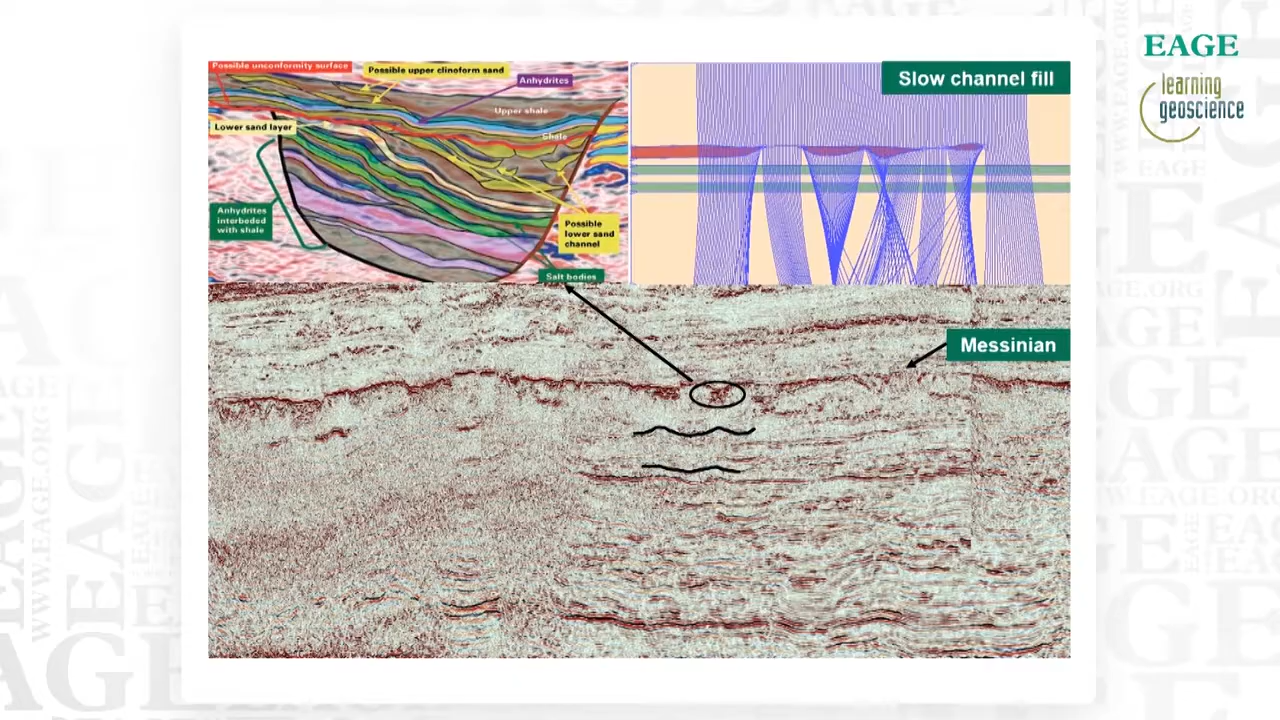 EAGE
learning
geoscience
Possible unconformity surface
Possible upper clinoform sand
Anhydrites
Upper shale
Shale
Lower sand layer
Anhydrites
interbeded
with shale
Possible
lower sand
channel
Salt bodies
Slow channel fill
Messinian